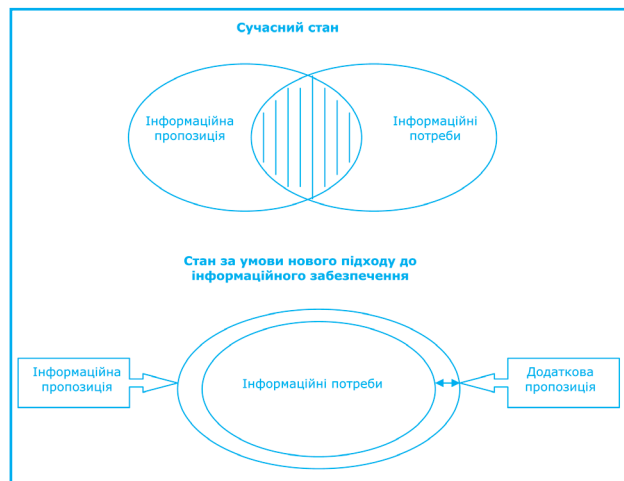 Сучасний стан
Інформаційна
пропозиція
Інформаційні
потреби
Стан за умови нового підходу до
інформаційного забезпечення
Інформаційна
пропозиція
Інформаційні потреби
Додаткова
пропозиція